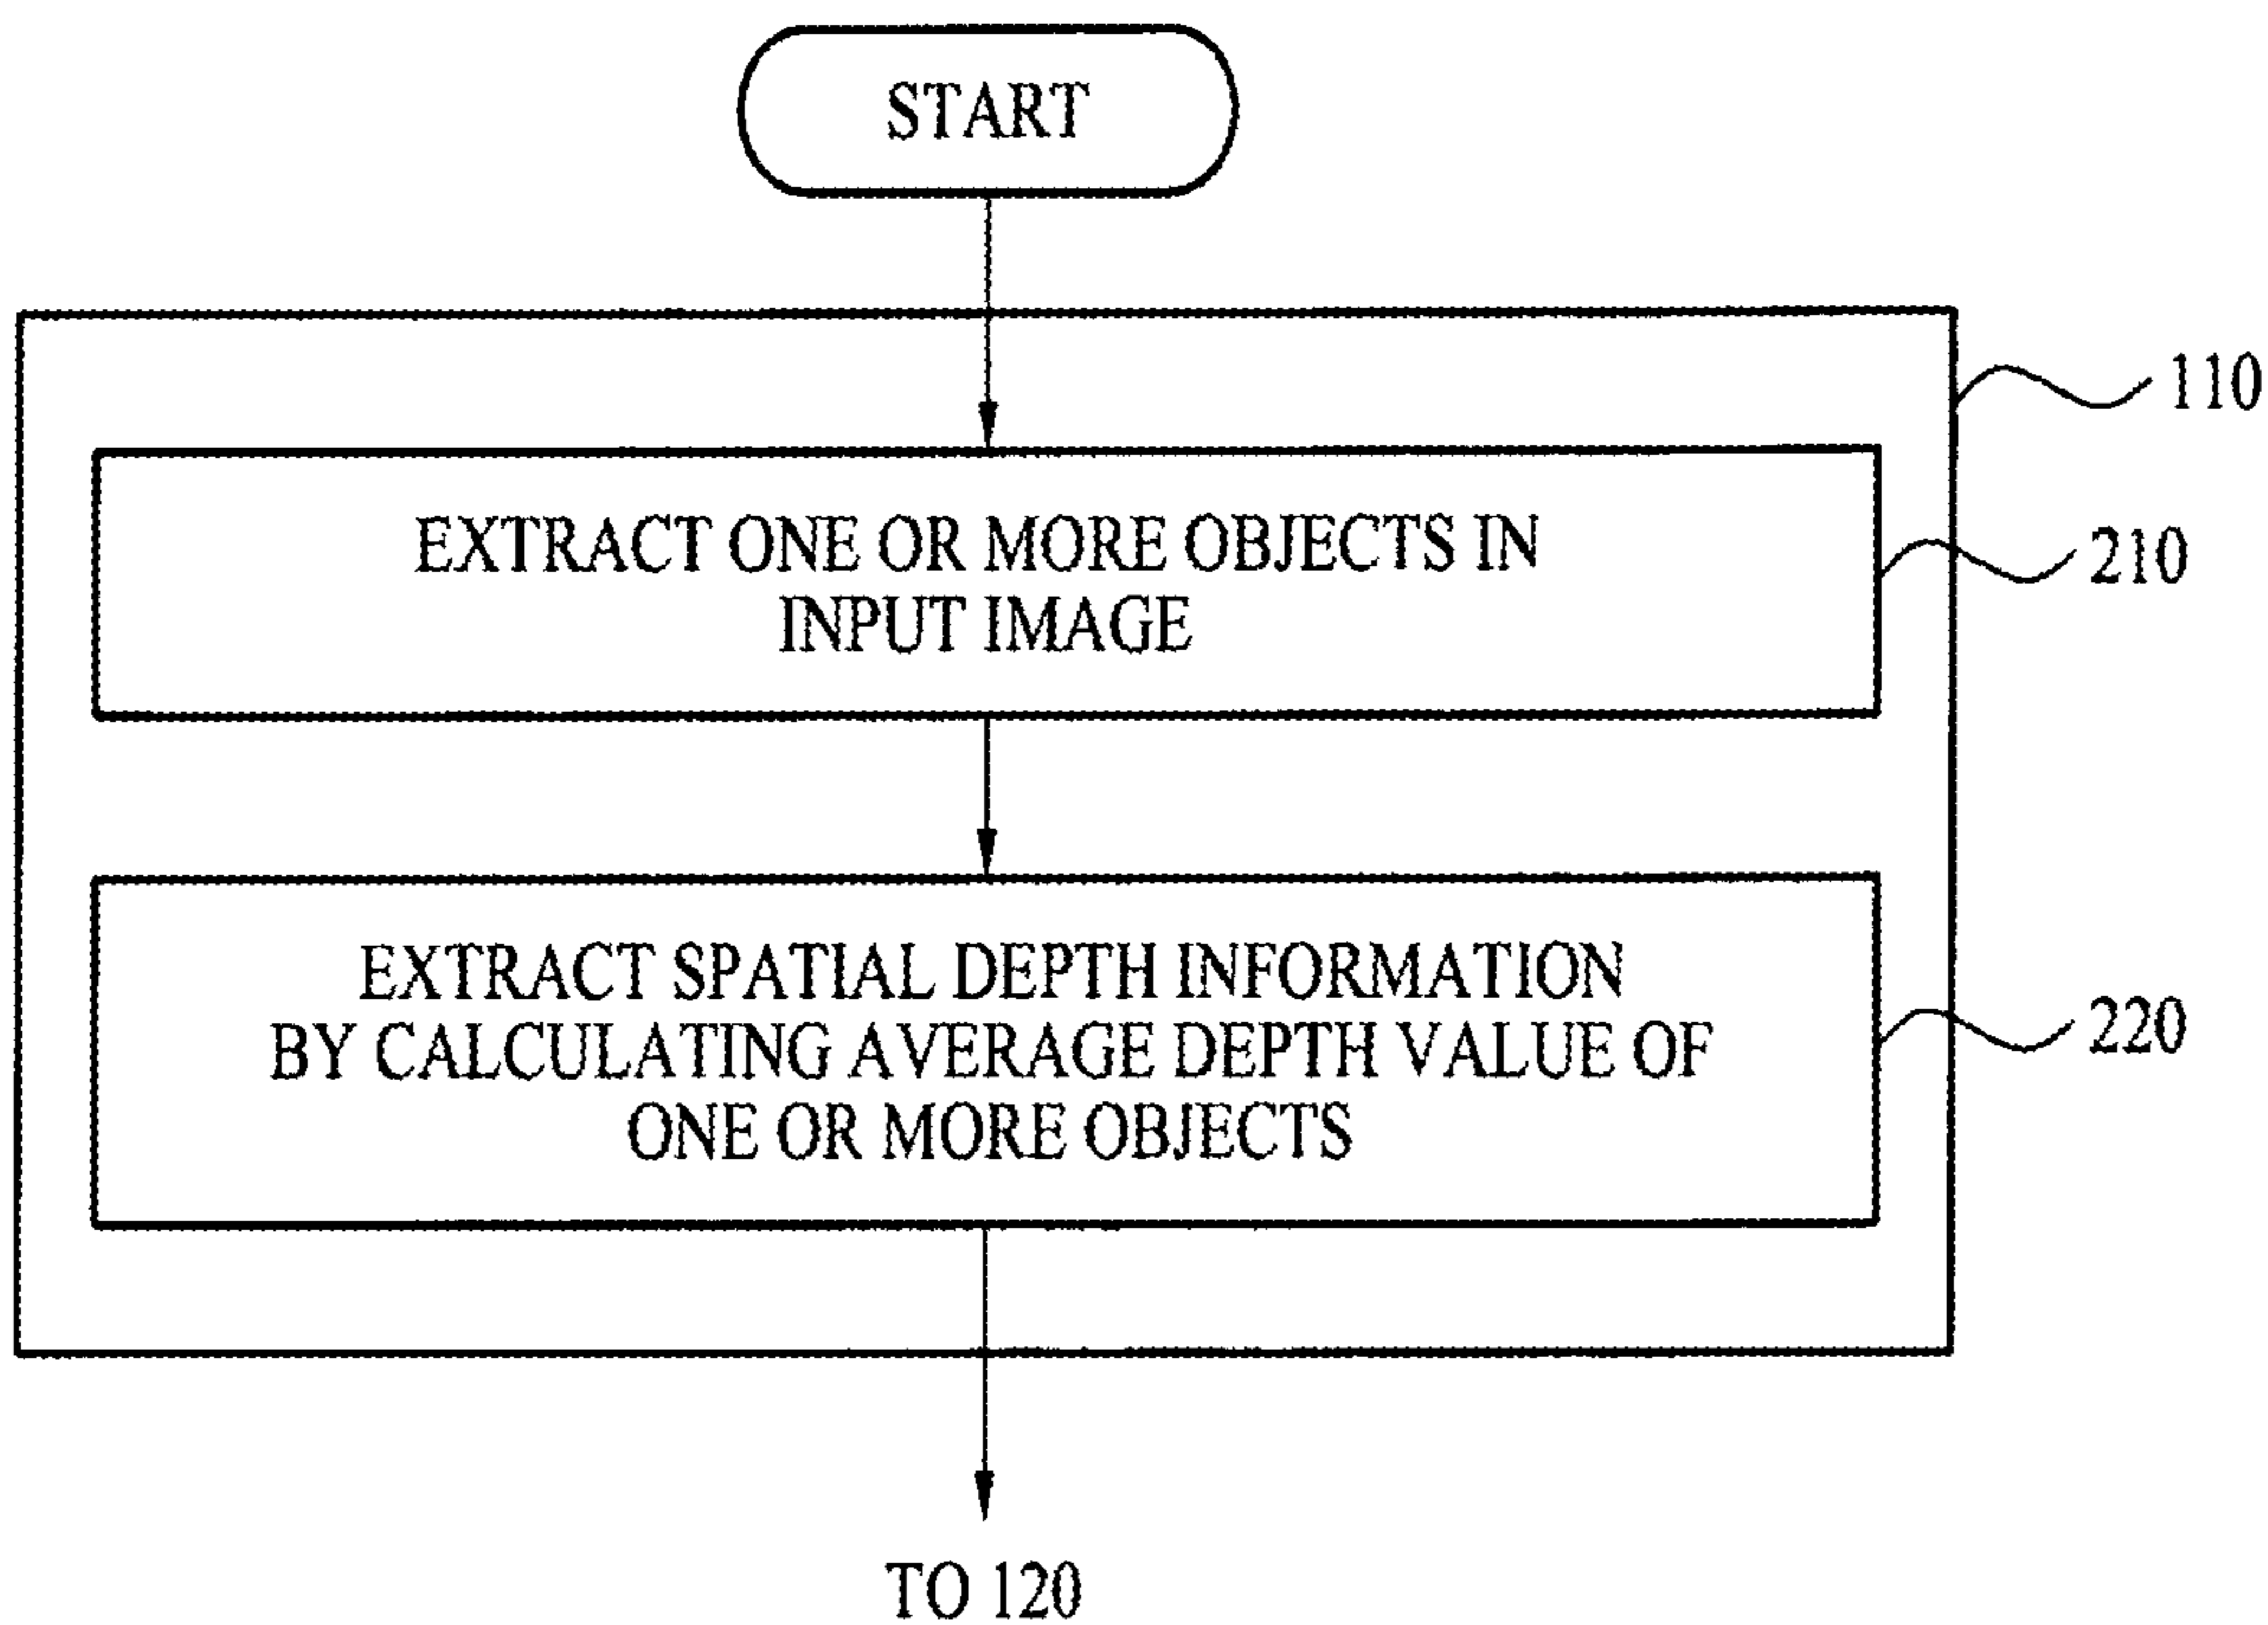 START
110
EXTRACT ONE OR MORE OBJECTS IN
INPUT IMAGE
210
EXTRACT SPATIAL DEPTH INFORMATION
BY CALCULATING AVERAGE DEPTH VALUE OF
ONE OR MORE OBJECTS
220
TO 120